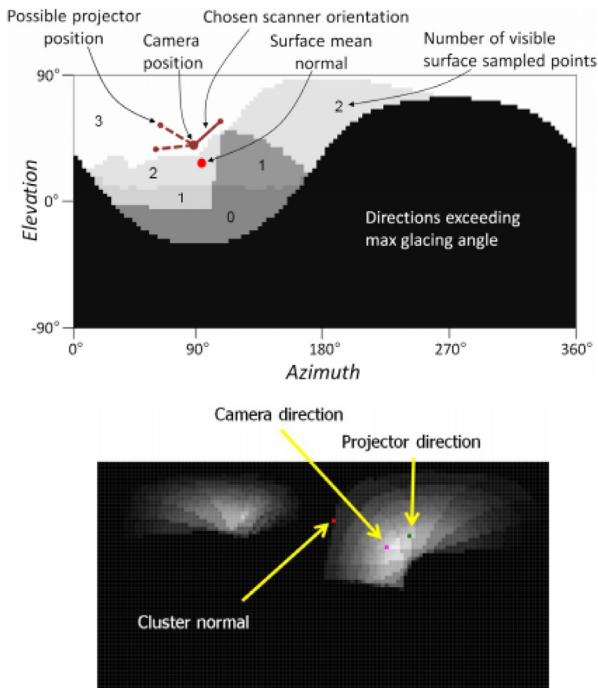 Possible projector
position
Camera
position
Chosen scanner orientation
Surface mean
normal
Number of visible
surface sampled points
90°
0°
-90°
Elevation
3
2
1
0
1
2
Directions exceeding
max glacing angle
0°
90°
180°
270°
360°
Azimuth
Camera direction
Projector direction
Cluster normal